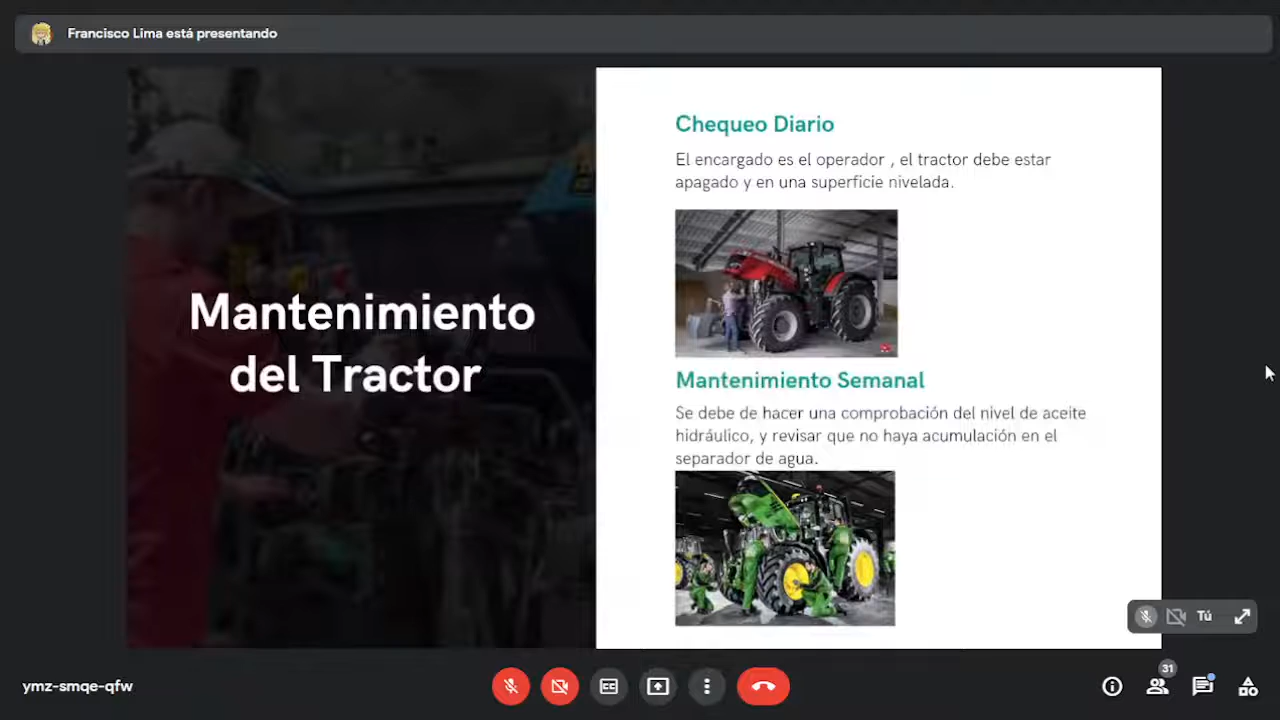 Francisco Lima está presentando
Mantenimiento
del Tractor
Chequeo Diario
El encargado es el operador , el tractor debe estar
apagado y en una superficie nivelada.
Mantenimiento Semanal
Se debe de hacer una comprobación del nivel de aceite
hidráulico, y revisar que no haya acumulación en el
separador de agua.
Tú
ymz-smqe-qfw
31